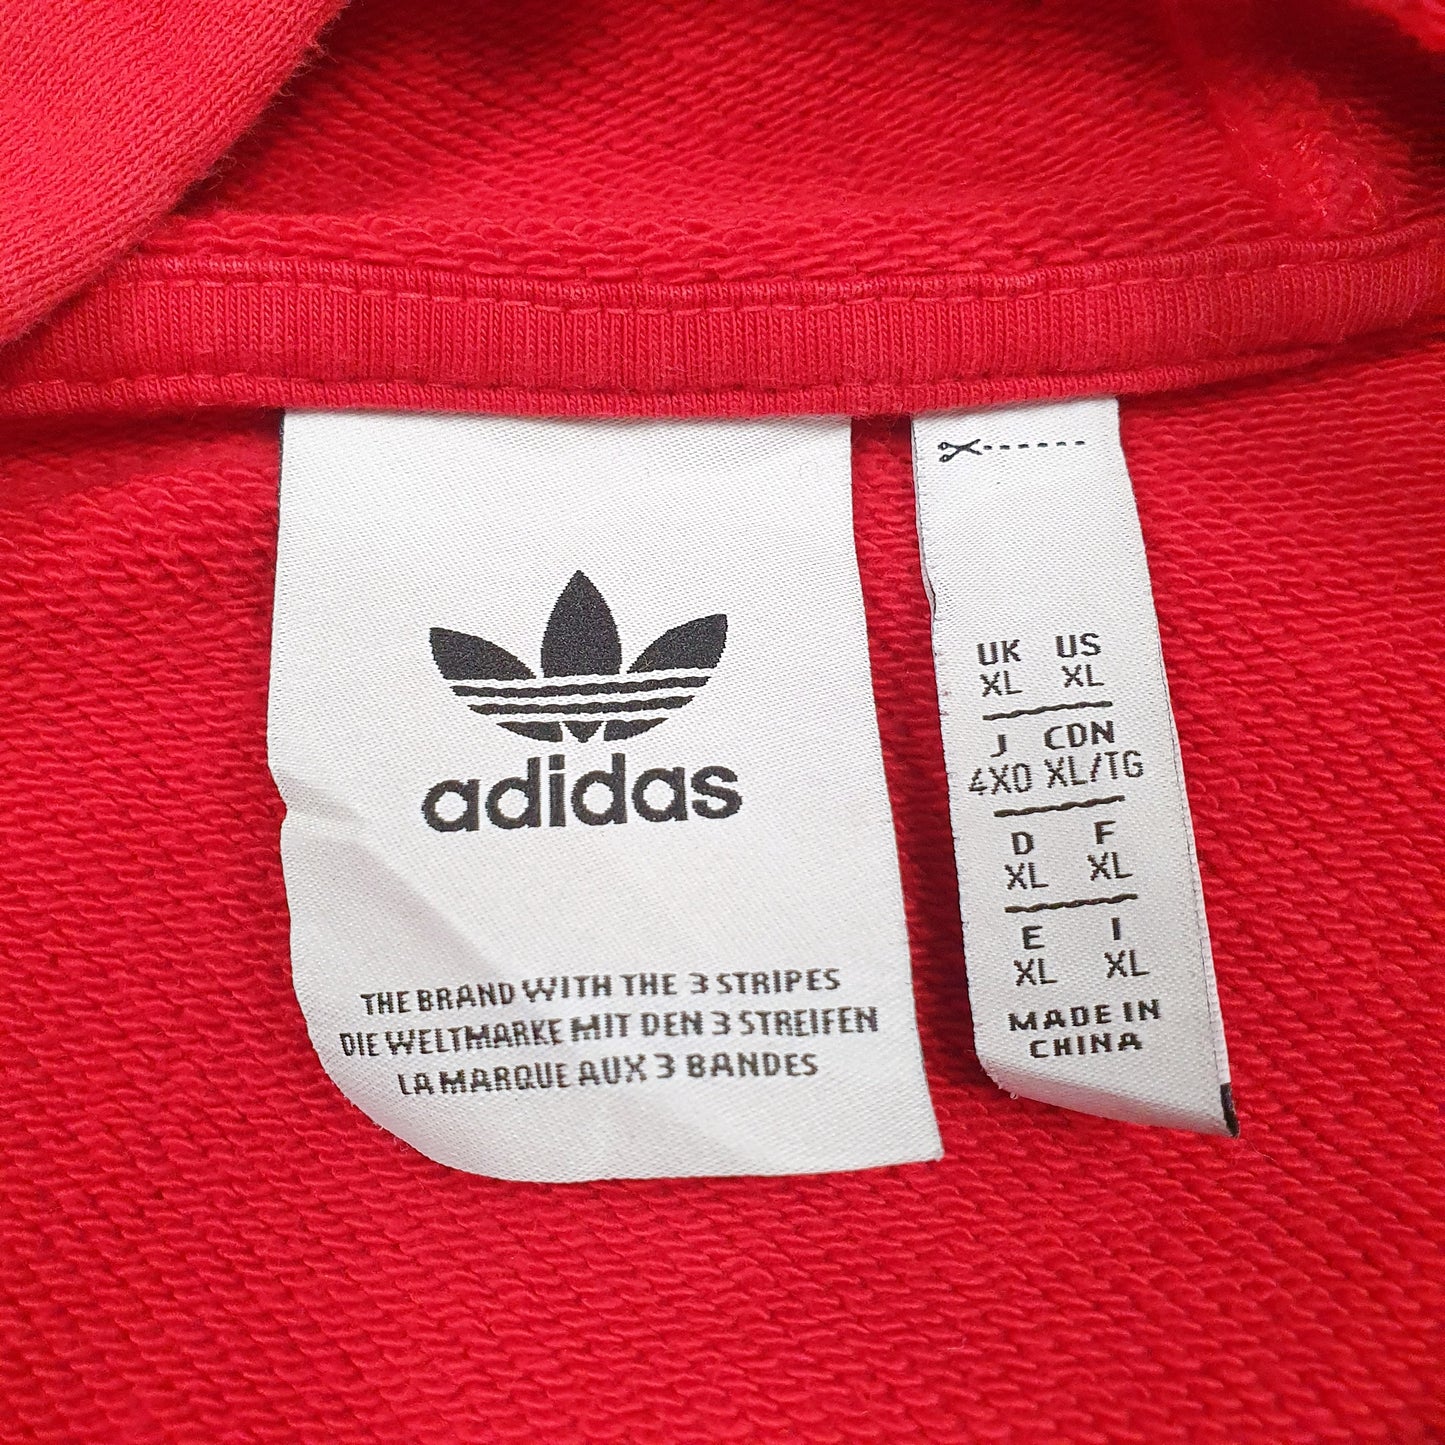 adidas
THE BRAND WITH THE 3 STRIPES
DIE WELTMARKE MIT DEN 3 STREIFEN
LA MARQUE AUX 3 BANDES
UK US
XL XL
J CDN
4XO XL/TG
D F
XL XL
E I
XL XL
MADE IN
CHINA